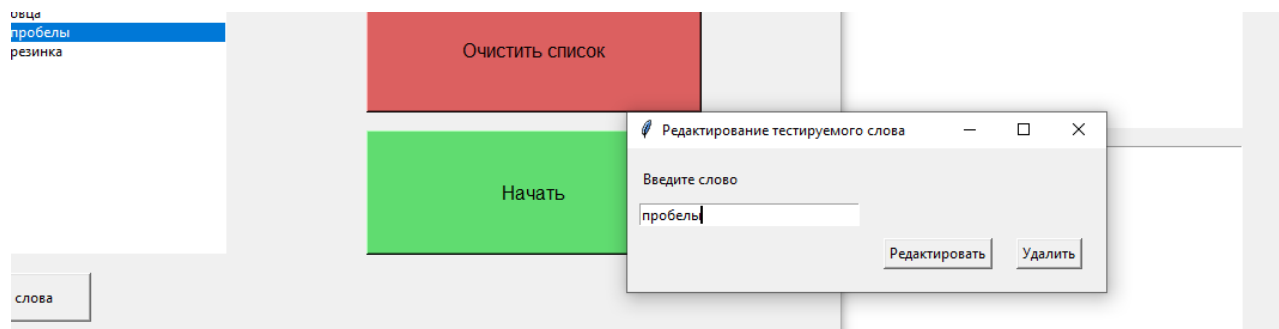 овца
пробелы
резинка
Очистить список
Редактирование тестируемого слова
Введите слово
Начать
пробелы
Редактировать Удалить
слова